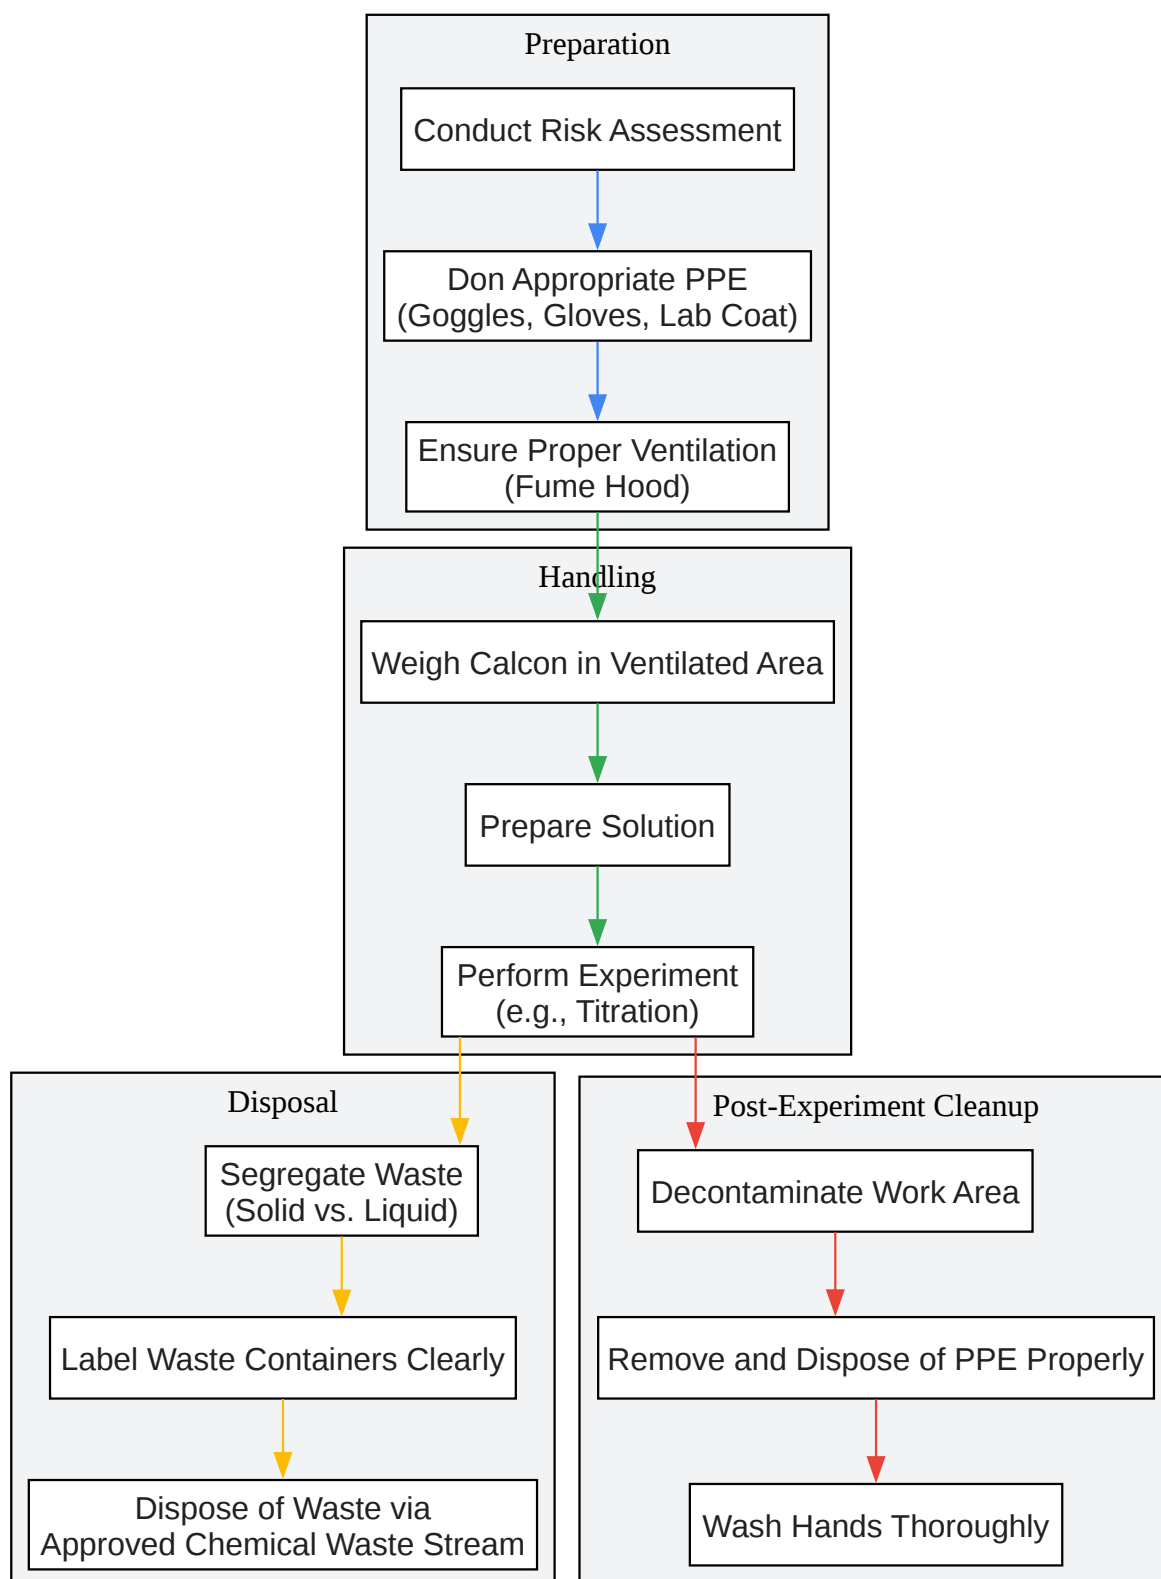 Preparation
Conduct Risk Assessment
Don Appropriate PPE
(Goggles, Gloves, Lab Coat)
Ensure Proper Ventilation
(Fume Hood)
Handling
Weigh Calcon in Ventilated Area
Prepare Solution
Perform Experiment
(e.g., Titration)
Disposal
Segregate Waste
(Solid vs. Liquid)
Label Waste Containers Clearly
Dispose of Waste via
Approved Chemical Waste Stream
Post-Experiment Cleanup
Decontaminate Work Area
Remove and Dispose of PPE Properly
Wash Hands Thoroughly